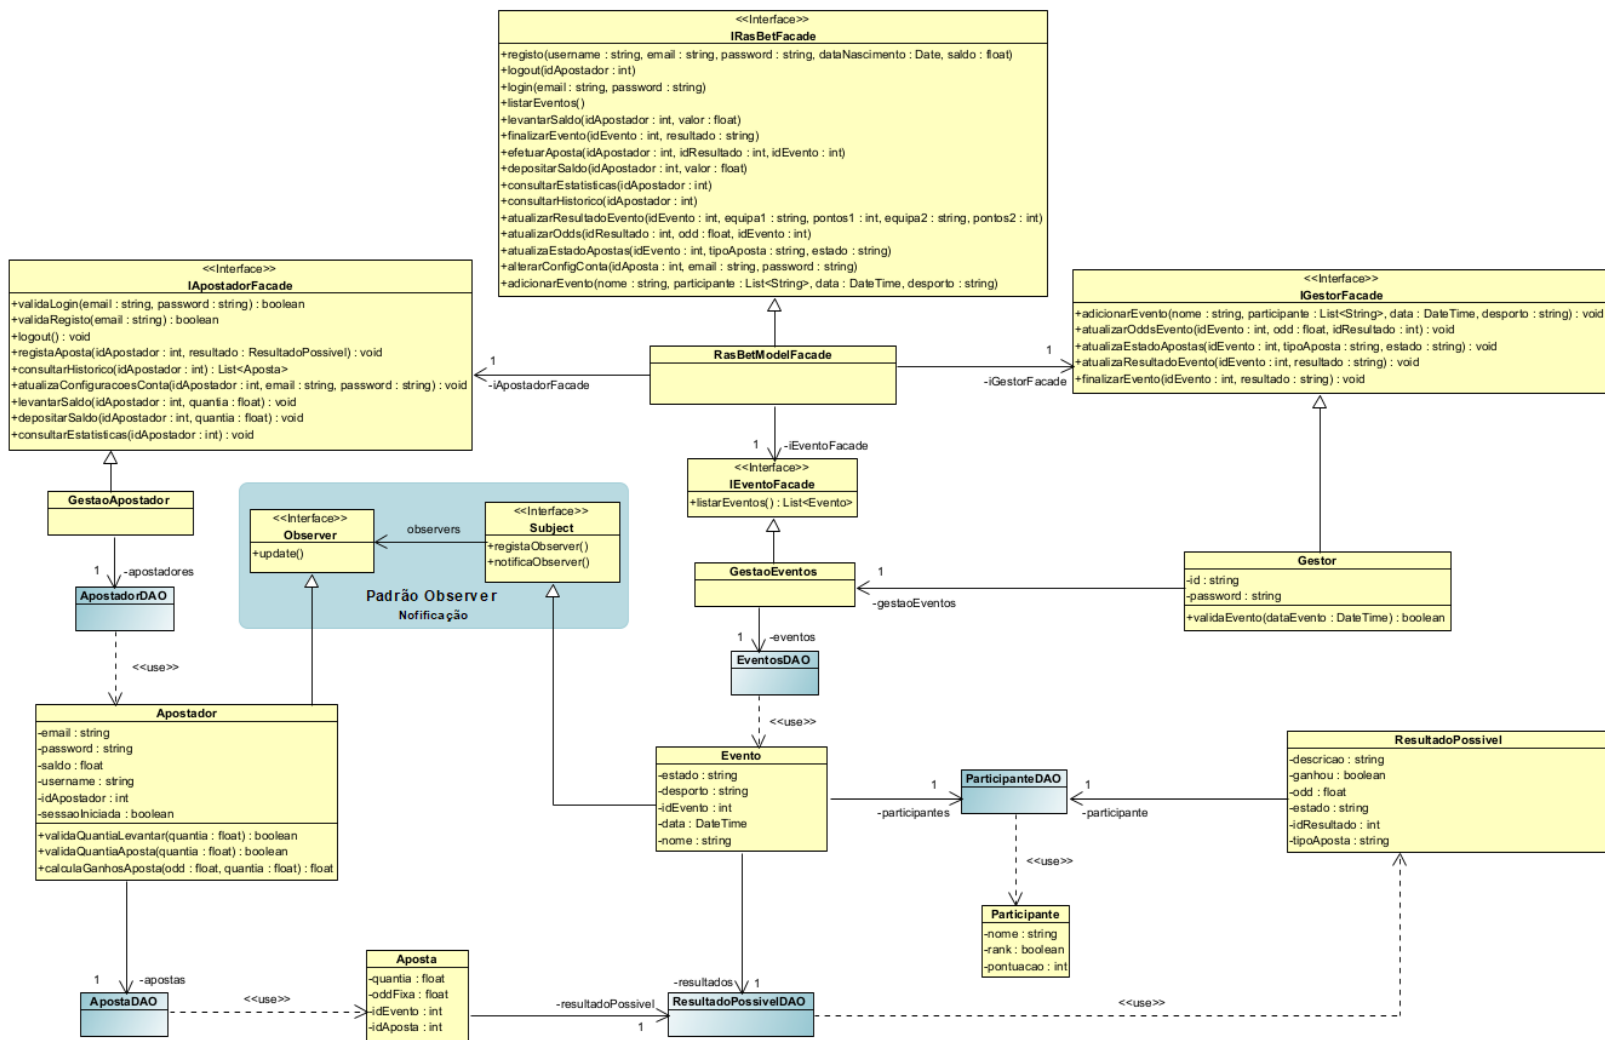 <<Interface>>
IRasBetFacade
+registo(username : string, email : string, password : string, dataNascimento : Date, saldo : float)
+logout(idApostador : int)
+login(email : string, password : string)
+listarEventos()
+levantarSaldo(idApostador : int, valor : float)
+finalizarEvento(idEvento : int, resultado : string)
+efetuarAposta(idApostador : int, idResultado : int, idEvento : int)
+depositarSaldo(idApostador : int, valor : float)
+consultarEstatisticas(idApostador : int)
+consultarHistorico(idApostador : int)
+atualizarResultadoEvento(idEvento : int, equipa1 : string, pontos1 : int, equipa2 : string, pontos2 : int)
+atualizarOdds(idResultado : int, odd : float, idEvento : int)
+atualizaEstadoApostas(idEvento : int, tipoAposta : string, estado : string)
+alterarConfigConta(idAposta : int, email : string, password : string)
+adicionarEvento(nome : string, participante : List<String>, data : DateTime, desporto : string)
<<Interface>>
IApostadorFacade
+validaLogin(email : string, password : string) : boolean
+validaRegisto(email : string) : boolean
+logout() : void
+registaAposta(idApostador : int, resultado : ResultadoPossivel) : void
+consultarHistorico(idApostador : int) : List<Aposta>
+atualizaConfiguracoesConta(idApostador : int, email : string, password : string) : void
+levantarSaldo(idApostador : int, quantia : float) : void
+depositarSaldo(idApostador : int, quantia : float) : void
+consultarEstatisticas(idApostador : int) : void
<<Interface>>
IGestorFacade
+adicionarEvento(nome : string, participante : List<String>, data : DateTime, desporto : string) : void
+atualizarOddsEvento(idEvento : int, odd : float, idResultado : int) : void
+atualizaEstadoApostas(idEvento : int, tipoAposta : string, estado : string) : void
+atualizaResultadoEvento(idEvento : int, resultado : string) : void
+finalizarEvento(idEvento : int, resultado : string) : void
RasBetModelFacade
1
-iApostadorFacade
1
-iGestorFacade
1
-iEventoFacade
<<Interface>>
IEventoFacade
+listarEventos() : List<Evento>
GestaoApostador
<<Interface>>
Observer
+update()
observers
<<Interface>>
Subject
+registaObserver()
+notificaObserver()
Padrão Observer
Nofificação
GestaoEventos
1
-gestaoEventos
Gestor
-id : string
-password : string
+validaEvento(dataEvento : DateTime) : boolean
1
-apostadores
ApostadorDAO
<<use>>
1
-eventos
EventosDAO
<<use>>
Apostador
-email : string
-password : string
-saldo : float
-username : string
-idApostador : int
-sessaoIniciada : boolean
+validaQuantiaLevantar(quantia : float) : boolean
+validaQuantiaAposta(quantia : float) : boolean
+calculaGanhosAposta(odd : float, quantia : float) : float
Evento
-estado : string
-desporto : string
-idEvento : int
-data : DateTime
-nome : string
1
-participantes
ParticipanteDAO
1
-participante
ResultadoPossivel
-descricao : string
-ganhou : boolean
-odd : float
-estado : string
-idResultado : int
-tipoAposta : string
<<use>>
Participante
-nome : string
-rank : boolean
-pontuacao : int
1
-apostas
ApostaDAO
<<use>>
Aposta
-quantia : float
-oddFixa : float
-idEvento : int
-idAposta : int
-resultadoPossivel
1
-resultados
1
ResultadoPossivelDAO
<<use>>